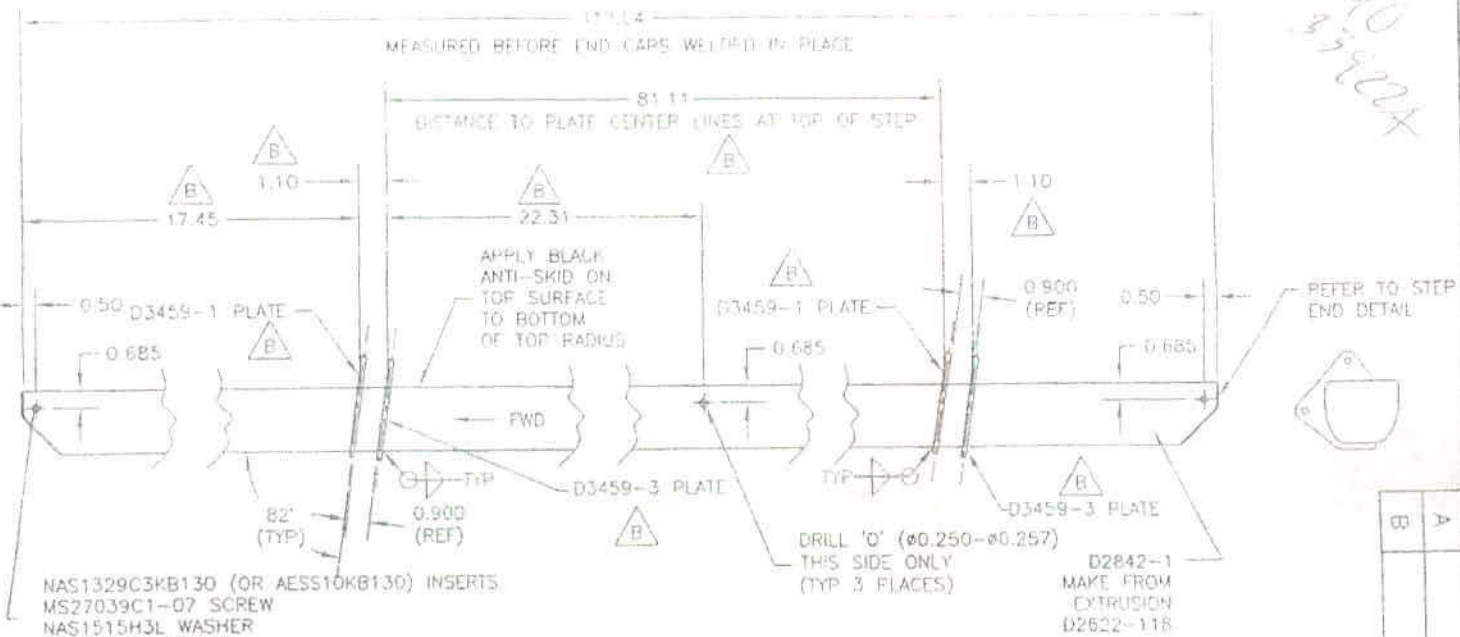 MEASURED BEFORE END CAPS WELDED IN PLACE
81.11
DISTANCE TO PLATE CENTER LINES AT TOP OF STEP
B
B
B
1.10
B
1.10
17.45
22.31
B
APPLY BLACK
ANTI-SKID ON
TOP SURFACE
TO BOTTOM
OF TOP RADIUS
B
0.50
D3459-1 PLATE
B
D3459-1 PLATE
0.900
(REF)
0.50
REFER TO STEP
END DETAIL
0.685
0.685
0.685
FWD
TYP
D3459-3 PLATE
B
TYP
B
D3459-3 PLATE
82°
(TYP)
0.900
(REF)
DRILL 'O' (ø0.250-ø0.257)
THIS SIDE ONLY
(TYP 3 PLACES)
D2842-1
MAKE FROM
EXTRUSION
D2622-118
NAS1329C3KB130 (OR AESS10KB130) INSERTS
MS27039C1-07 SCREW
NAS1515H3L WASHER
A
B